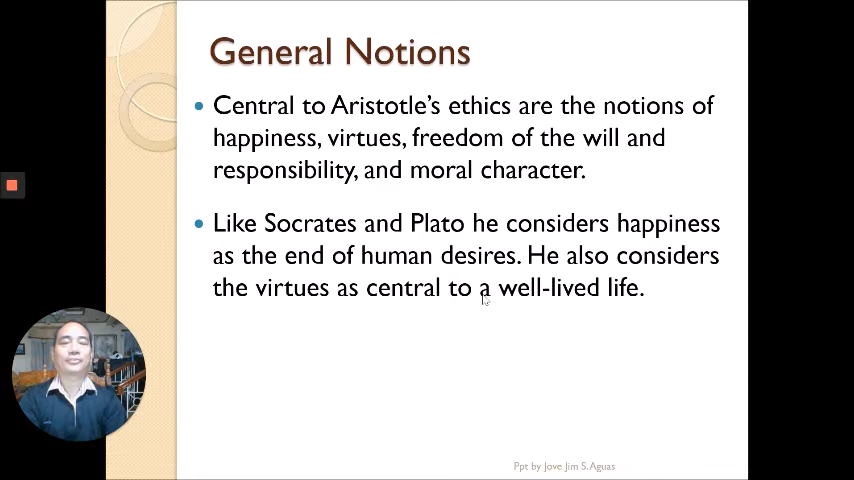 General Notions
Central to Aristotle's ethics are the notions of
happiness, virtues, freedom of the will and
responsibility, and moral character.
Like Socrates and Plato he considers happiness
as the end of human desires. He also considers
the virtues as central to a well-lived life.
Ppt by Jove Jim S. Aguas